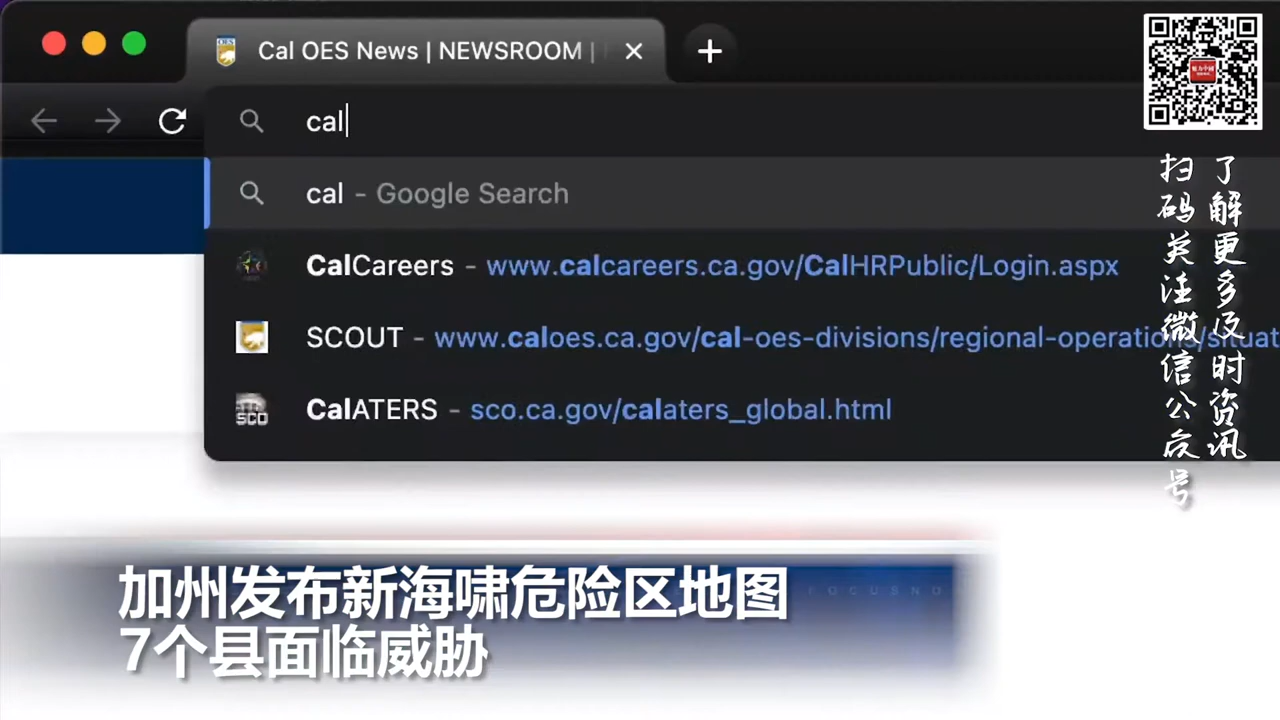 Cal OES News | NEWSROOM |
cal
cal - Google Search
CalCareers - www.calcareers.ca.gov/CalHRPublic/Login.aspx
SCOUT - www.caloes.ca.gov/cal-oes-divisions/regional-operations/situat
CalATERS - sco.ca.gov/calaters_global.html
SCO
了解更多及时资讯
扫码关注微信公众号
加州发布新海啸危险区地图
7个县面临威胁
FOCUSNO